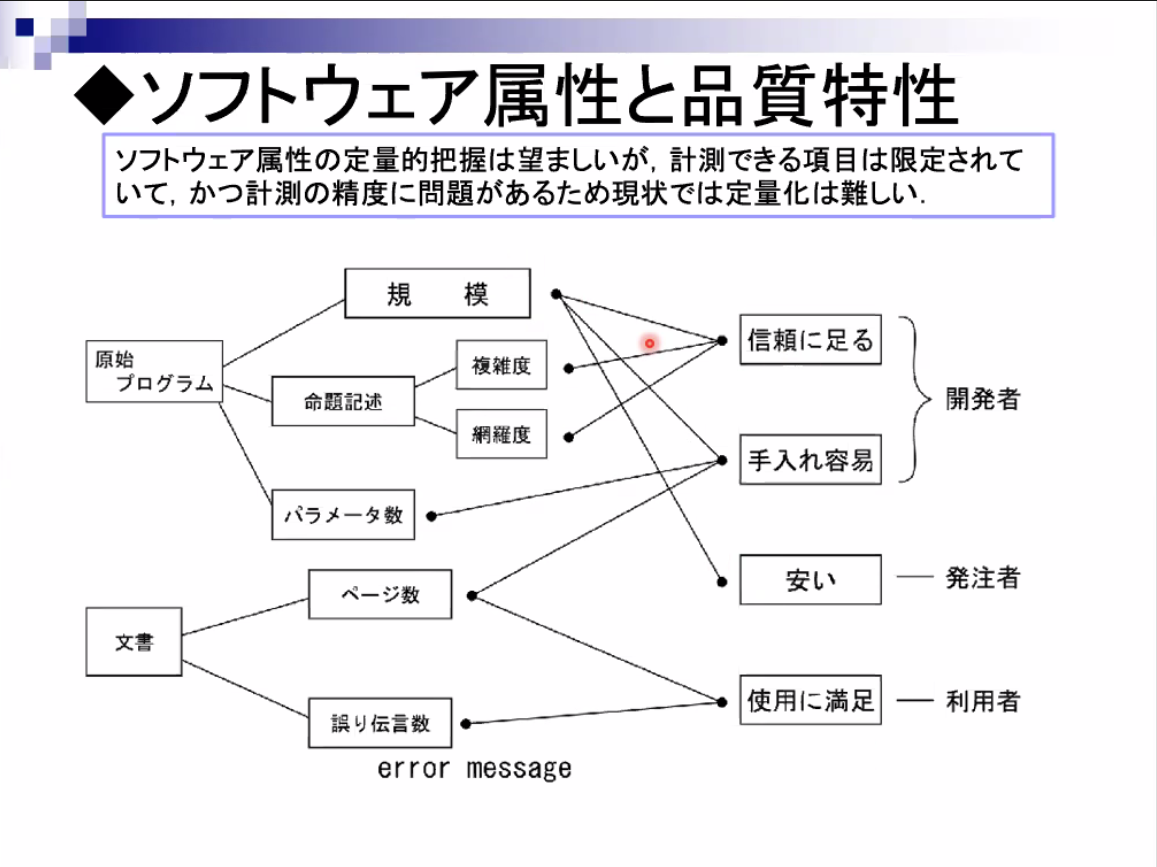 ◆ソフトウェア属性と品質特性
ソフトウェア属性の定量的把握は望ましいが，計測できる項目は限定されて
いて，かつ計測の精度に問題があるため現状では定量化は難しい．
規　模
原始
プログラム
命題記述
複雑度
網羅度
パラメータ数
文書
ページ数
誤り伝言数
error message
信頼に足る
手入れ容易
開発者
安い
発注者
使用に満足
利用者